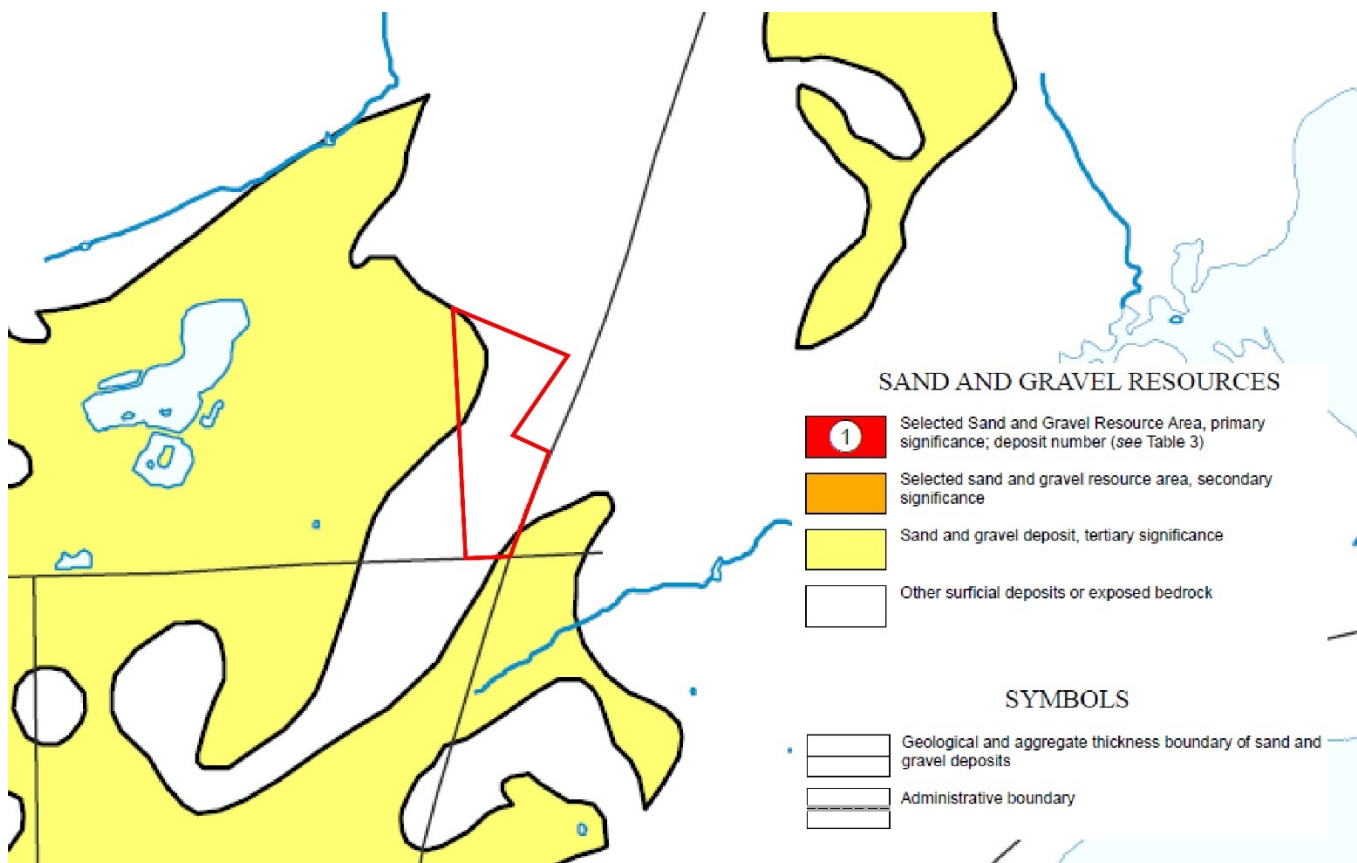 SAND AND GRAVEL RESOURCES
1
Selected Sand and Gravel Resource Area, primary
significance; deposit number (see Table 3)
Selected sand and gravel resource area, secondary
significance
Sand and gravel deposit, tertiary significance
Other surficial deposits or exposed bedrock
SYMBOLS
Geological and aggregate thickness boundary of sand and
gravel deposits
Administrative boundary